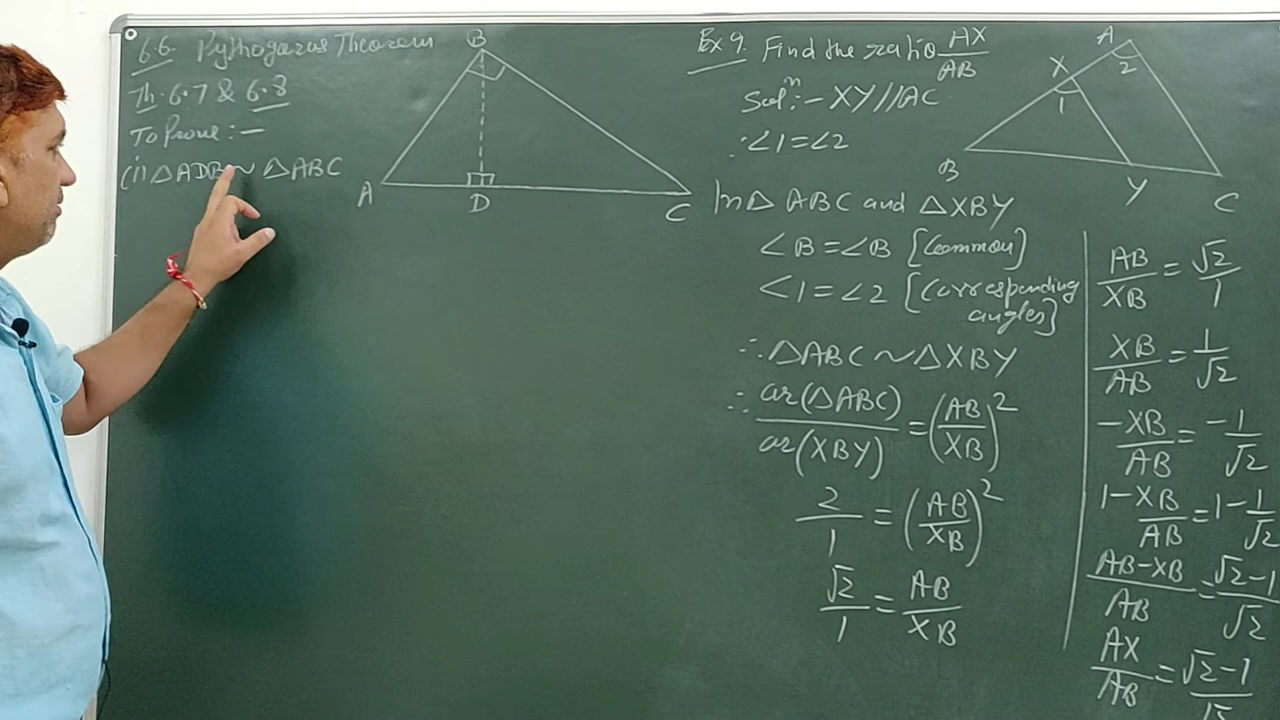 6.6. Pythogarus Theorem
Th. 6.7 & 6.8
To Prove :-
(i) △ADB ~ △ABC
B
A
D
C
Ex 9. Find the ratio AX/AB
Solⁿ:- XY//AC
∴∠1=∠2
A
2
X
1
B
Y
C
In △ ABC and △XBY
∠B = ∠B [Common]
∠1 = ∠2 [Corresponding
angles]
∴ △ABC ~ △XBY
∴ ar(△ABC)/ar(XBY) = (AB/XB)²
2/1 = (AB/XB)²
√2/1 = AB/XB
AB/XB = √2/1
XB/AB = 1/√2
-XB/AB = -1/√2
1-XB/AB = 1-1/√2
AB-XB/AB = √2-1/√2
AX/AB = √2-1/√2